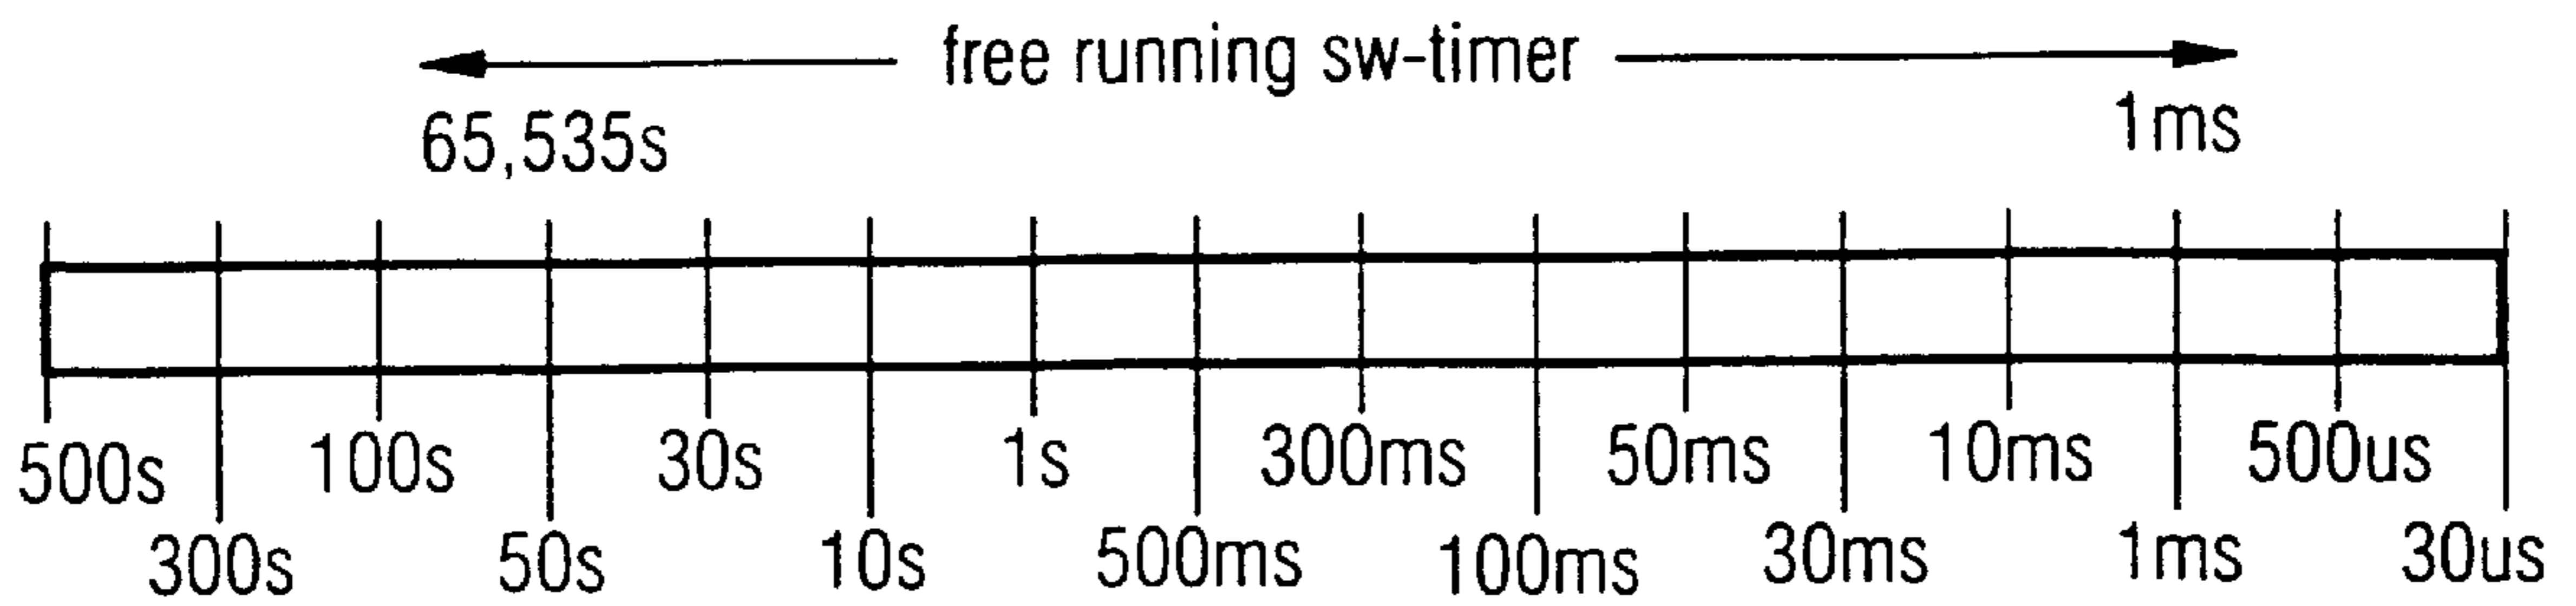 free running sw-timer
65,535s 1ms
500s 100s 30s 1s 300ms 50ms 10ms 500us
300s 50s 10s 500ms 100ms 30ms 1ms 30us